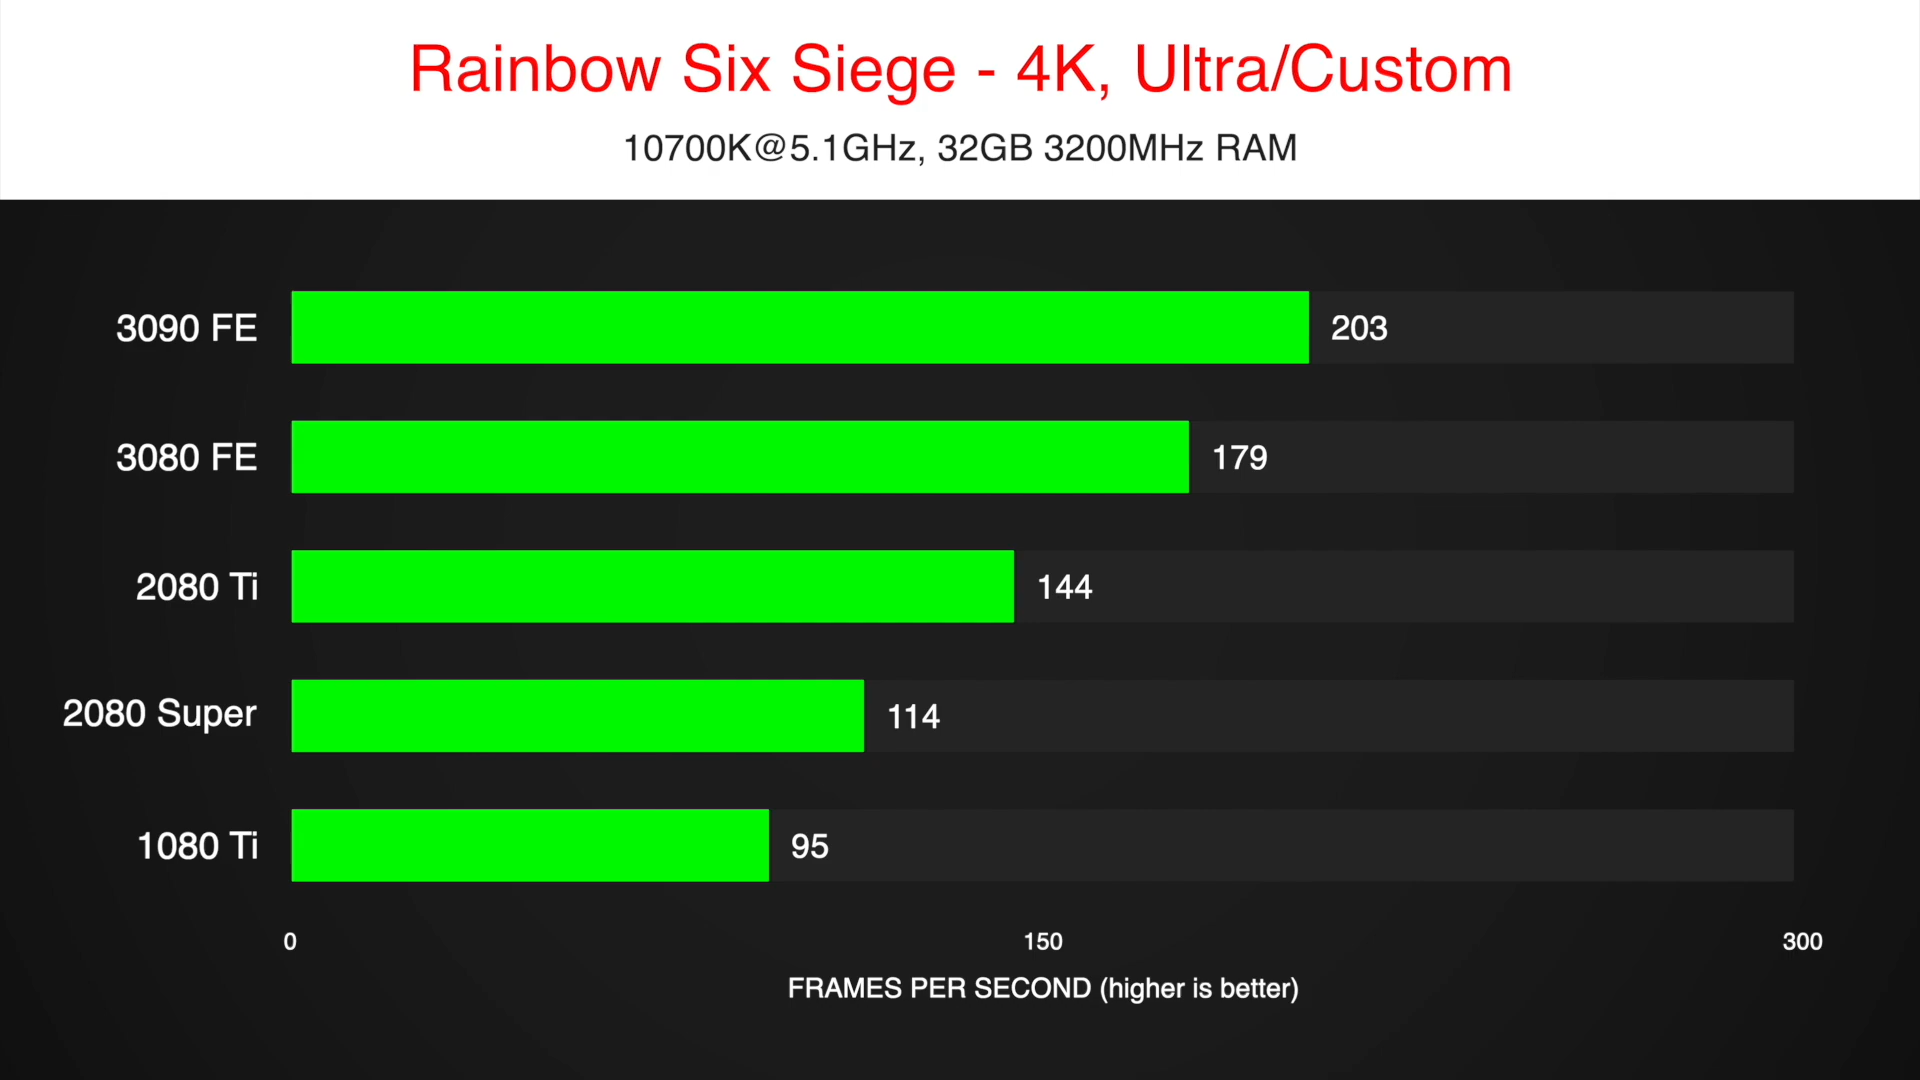 Rainbow Six Siege - 4K, Ultra/Custom
10700K@5.1GHz, 32GB 3200MHz RAM
3090 FE 203
3080 FE 179
2080 Ti 144
2080 Super 114
1080 Ti 95
0 150 300
FRAMES PER SECOND (higher is better)